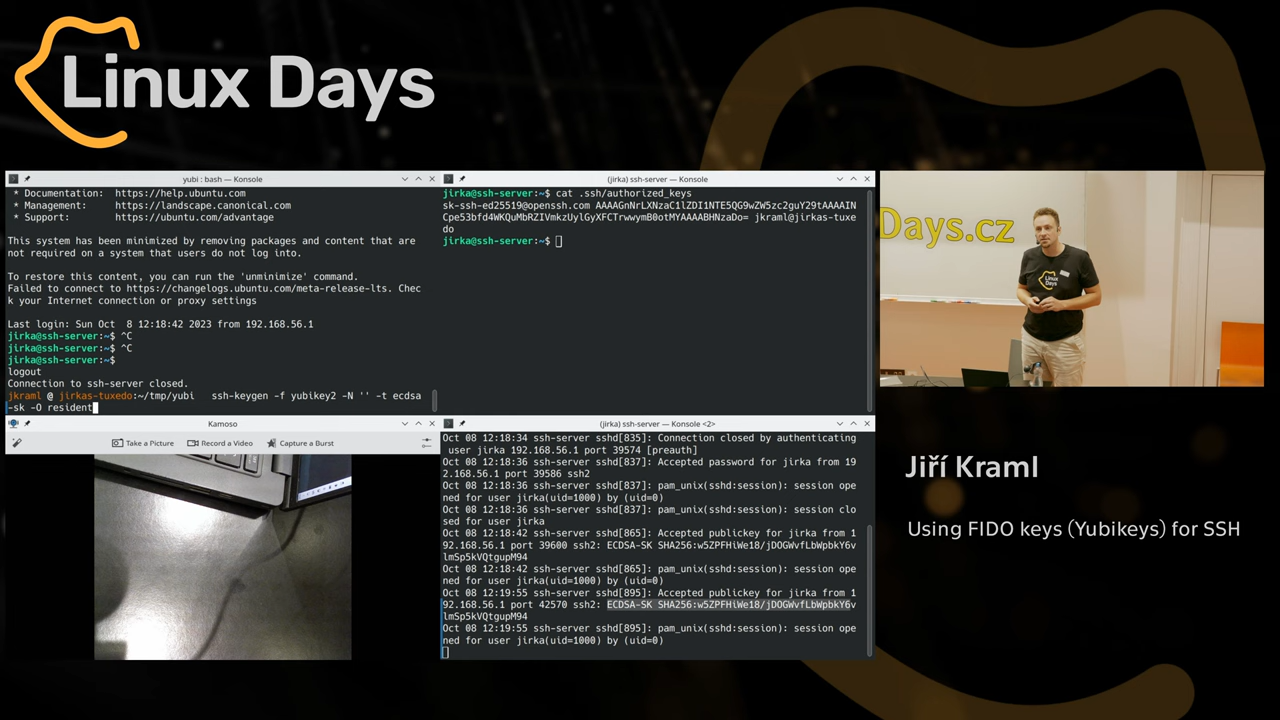 Linux Days
yubi : bash — Konsole
* Documentation:  https://help.ubuntu.com
* Management:     https://landscape.canonical.com
* Support:        https://ubuntu.com/advantage
This system has been minimized by removing packages and content that are
not required on a system that users do not log into.
To restore this content, you can run the 'unminimize' command.
Failed to connect to https://changelogs.ubuntu.com/meta-release-lts. Chec
k your Internet connection or proxy settings
Last login: Sun Oct  8 12:18:42 2023 from 192.168.56.1
jirka@ssh-server:~$ ^C
jirka@ssh-server:~$ ^C
jirka@ssh-server:~$
logout
Connection to ssh-server closed.
jkraml @ jirkas-tuxedo:~/tmp/yubi   ssh-keygen -f yubikey2 -N '' -t ecdsa
-sk -O resident
(jirka) ssh-server — Konsole
jirka@ssh-server:~$ cat .ssh/authorized_keys
sk-ssh-ed25519@openssh.com AAAAGnNrLXNzaC1lZDI1NTE5QG9wZW5zc2guY29tAAAAIN
CPe53bfd4WKQuMbRZIVmkzUylGyXFCTrwwymB0otMYAAAABHNzaDo= jkraml@jirkas-tuxe
do
jirka@ssh-server:~$
Kamoso
Take a Picture
Record a Video
Capture a Burst
(jirka) ssh-server — Konsole <2>
Oct 08 12:18:34 ssh-server sshd[835]: Connection closed by authenticating
user jirka 192.168.56.1 port 39574 [preauth]
Oct 08 12:18:36 ssh-server sshd[837]: Accepted password for jirka from 19
2.168.56.1 port 39586 ssh2
Oct 08 12:18:36 ssh-server sshd[837]: pam_unix(sshd:session): session ope
ned for user jirka(uid=1000) by (uid=0)
Oct 08 12:18:36 ssh-server sshd[837]: pam_unix(sshd:session): session clo
sed for user jirka
Oct 08 12:18:42 ssh-server sshd[865]: Accepted publickey for jirka from 1
92.168.56.1 port 39600 ssh2: ECDSA-SK SHA256:w5ZPFHiWe18/jDOGWvfLbWpbkY6v
lmSp5kVQtgupM94
Oct 08 12:18:42 ssh-server sshd[865]: pam_unix(sshd:session): session ope
ned for user jirka(uid=1000) by (uid=0)
Oct 08 12:19:55 ssh-server sshd[895]: Accepted publickey for jirka from 1
92.168.56.1 port 42570 ssh2: ECDSA-SK SHA256:w5ZPFHiWe18/jDOGWvfLbWpbkY6v
lmSp5kVQtgupM94
Oct 08 12:19:55 ssh-server sshd[895]: pam_unix(sshd:session): session ope
ned for user jirka(uid=1000) by (uid=0)
Days.cz
Linux
Days
Jiří Kraml
Using FIDO keys (Yubikeys) for SSH